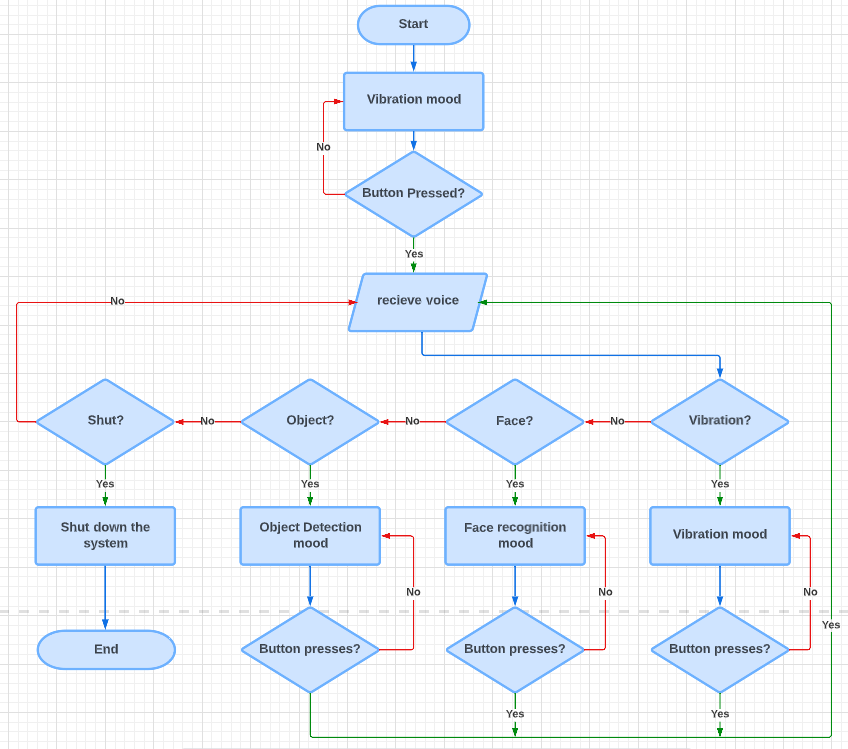 Start
Vibration mood
No
Button Pressed?
Yes
No
recieve voice
Shut?
No
Object?
No
Face?
No
Vibration?
Yes
Yes
Yes
Yes
Shut down the
system
Object Detection
mood
Face recognition
mood
Vibration mood
No
No
No
Yes
End
Button presses?
Button presses?
Button presses?
Yes
Yes